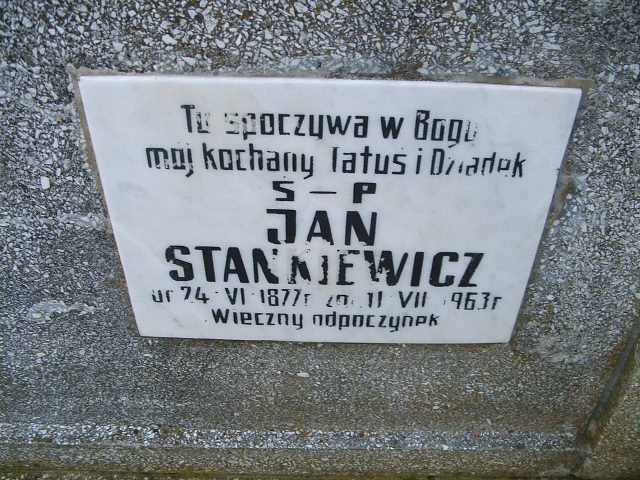 Tu spoczywa w Bogu
mój kochany Tatuś i Dziadek
Ś – P
JAN
STANKIEWICZ
ur 24 VI 1877r zm. 11 VII 1963r
Wieczny odpoczynek